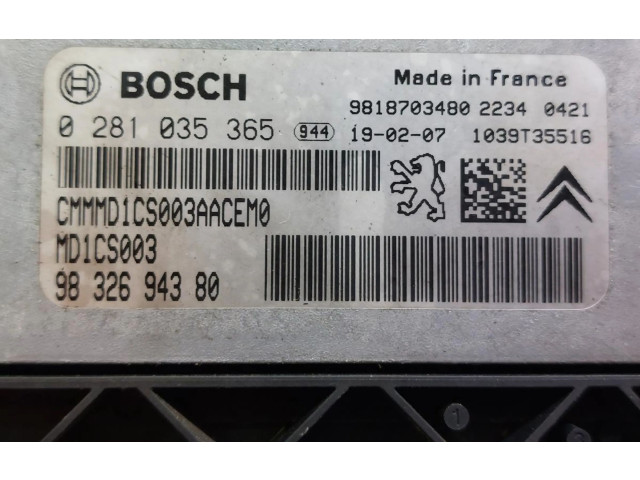 BOSCH
Made in France
9818703480 2234 0421
0 281 035 365 944 19-02-07 1039T35516
CMMMD1CS003AACEM0
MD1CS003
98 326 943 80
1